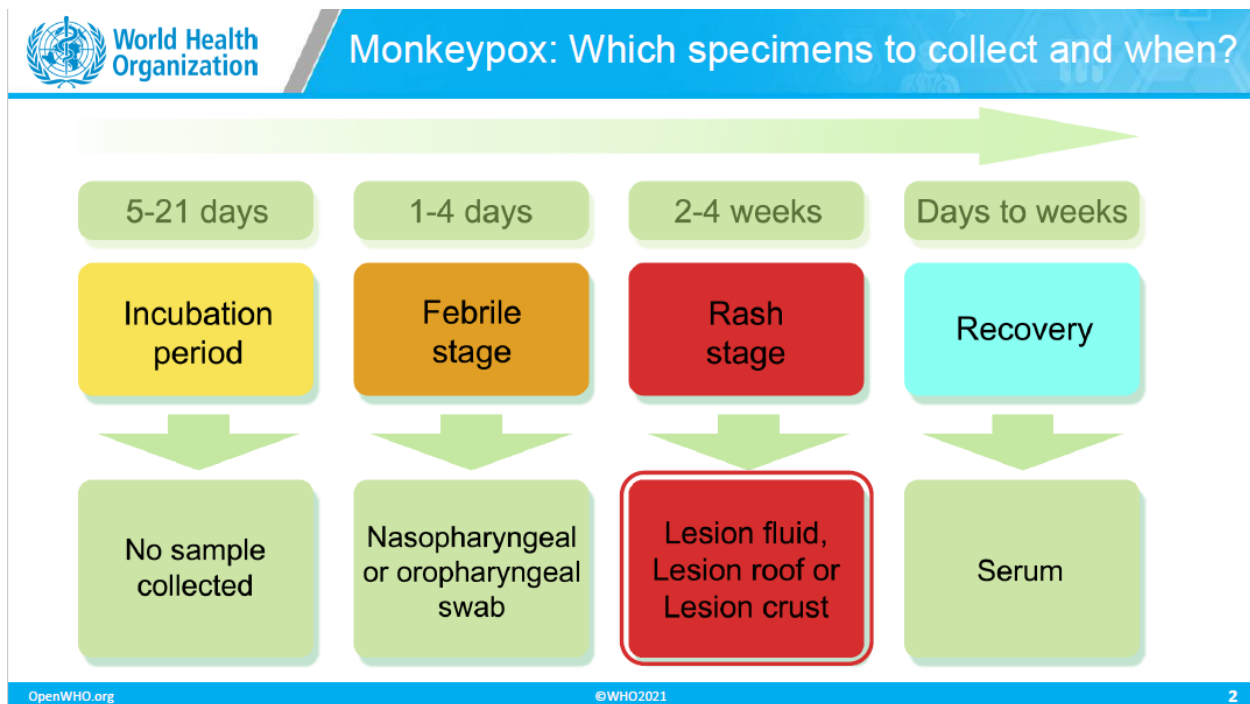 World Health
Organization
Monkeypox: Which specimens to collect and when?
5-21 days
1-4 days
2-4 weeks
Days to weeks
Incubation
period
Febrile
stage
Rash
stage
Recovery
No sample
collected
Nasopharyngeal
or oropharyngeal
swab
Lesion fluid,
Lesion roof or
Lesion crust
Serum
OpenWHO.org
©WHO2021
2